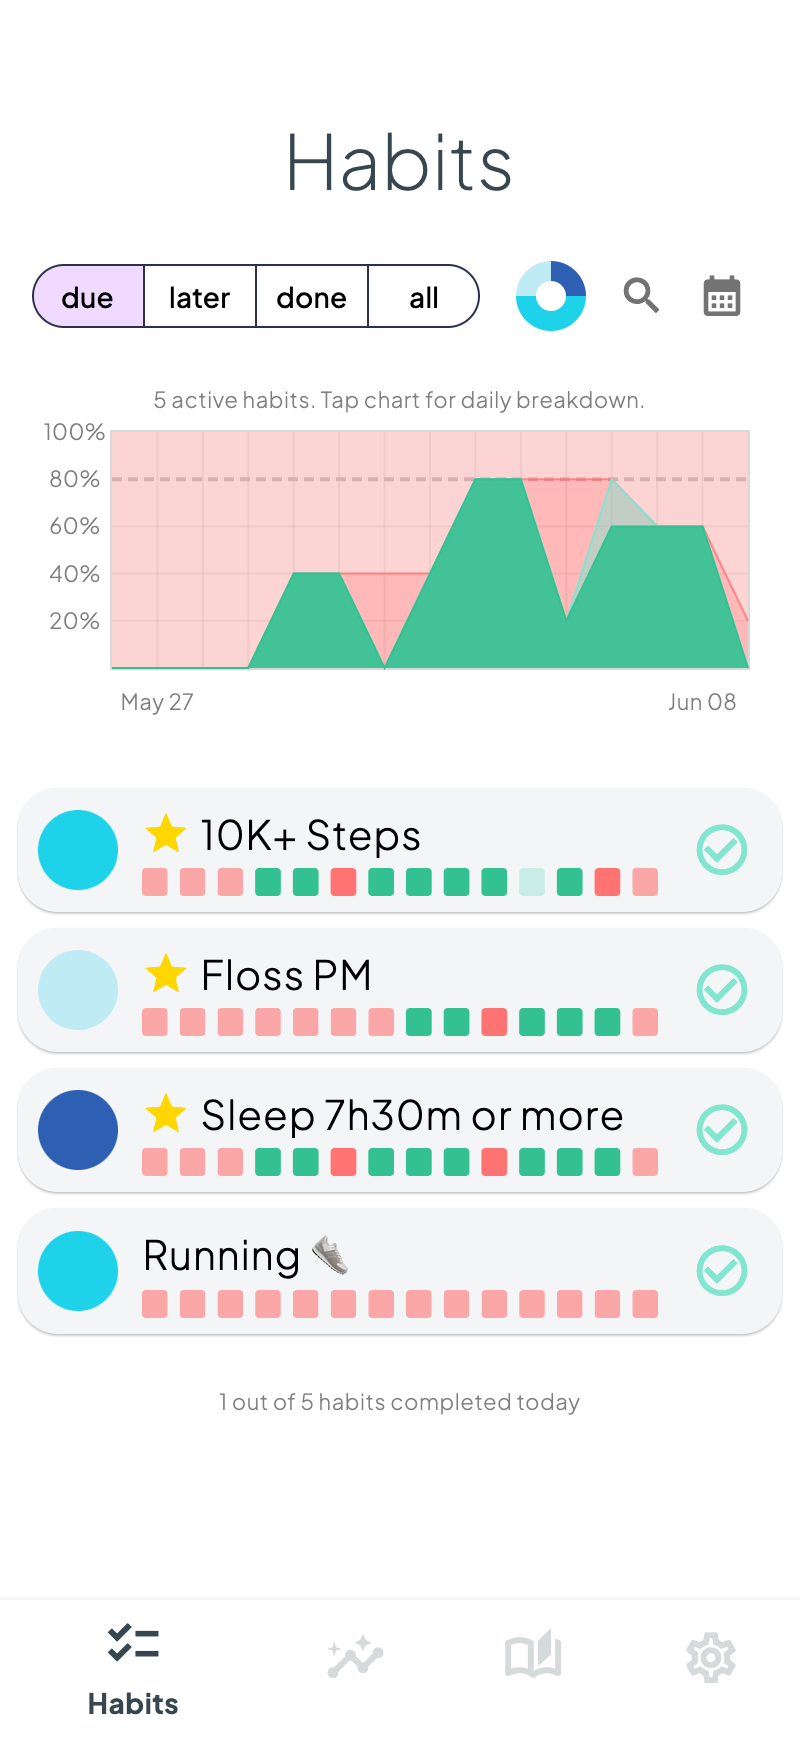 Habits
due later done all
5 active habits. Tap chart for daily breakdown.
100%
80%
60%
40%
20%
May 27 Jun 08
10K+ Steps
Floss PM
Sleep 7h30m or more
Running
1 out of 5 habits completed today
Habits